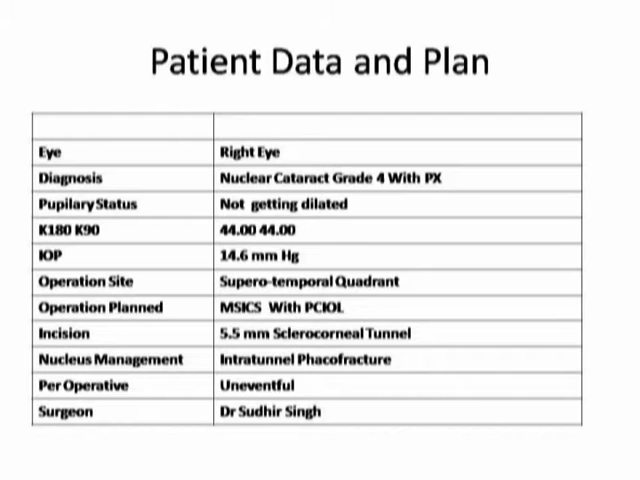 Patient Data and Plan
Eye Right Eye
Diagnosis Nuclear Cataract Grade 4 With PX
Pupilary Status Not getting dilated
K180 K90 44.00 44.00
IOP 14.6 mm Hg
Operation Site Supero-temporal Quadrant
Operation Planned MSICS With PCIOL
Incision 5.5 mm Sclerocorneal Tunnel
Nucleus Management Intratunnel Phacofracture
Per Operative Uneventful
Surgeon Dr Sudhir Singh